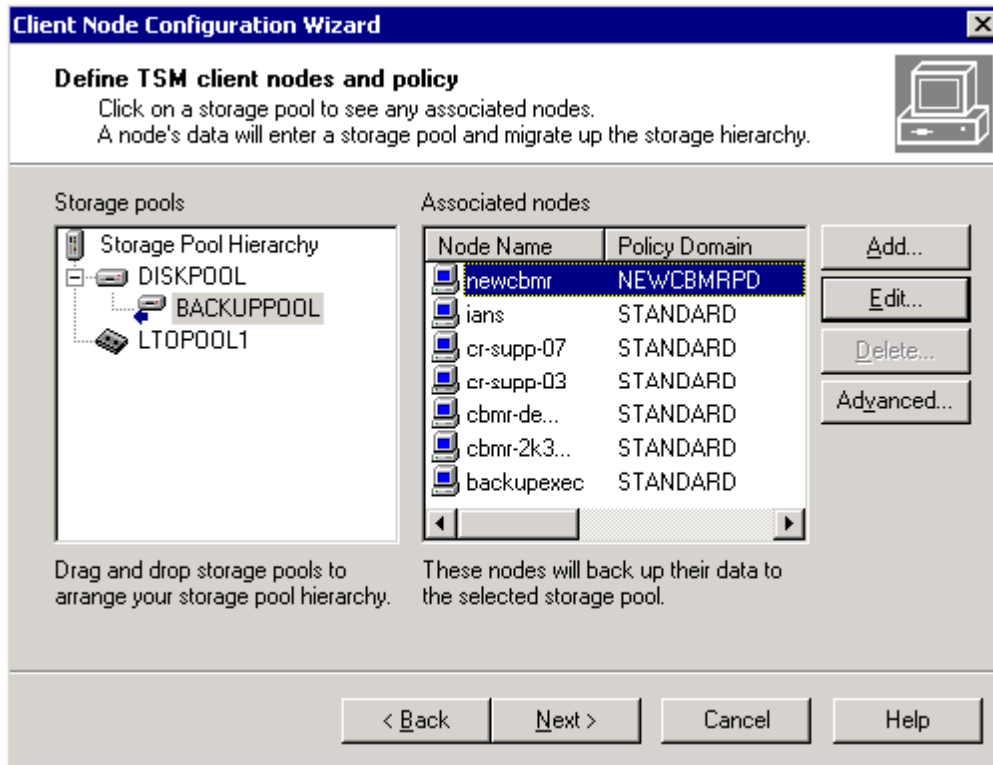 Client Node Configuration Wizard
Define TSM client nodes and policy
Click on a storage pool to see any associated nodes.
A node's data will enter a storage pool and migrate up the storage hierarchy.
Storage pools
Storage Pool Hierarchy
DISKPOOL
BACKUPPOOL
LTOPOOL1
Drag and drop storage pools to
arrange your storage pool hierarchy.
Associated nodes
Node Name Policy Domain
newcbmr NEWCBMRPD
ians STANDARD
cr-supp-07 STANDARD
cr-supp-03 STANDARD
cbmr-de... STANDARD
cbmr-2k3... STANDARD
backupexec STANDARD
These nodes will back up their data to
the selected storage pool.
Add...
Edit...
Delete...
Advanced...
< Back
Next >
Cancel
Help